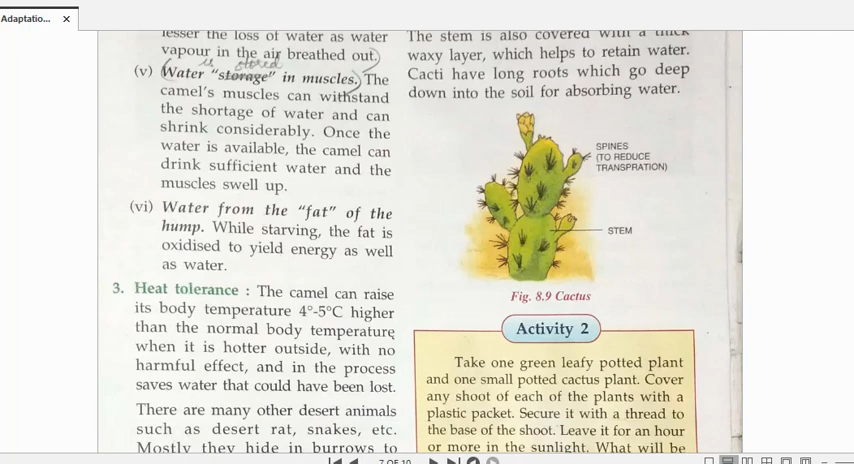 Adaptatio... ×
lesser the loss of water as water
vapour in the air breathed out.)
is stored
(v) (Water "storage" in muscles.) The
camel's muscles can withstand
the shortage of water and can
shrink considerably. Once the
water is available, the camel can
drink sufficient water and the
muscles swell up.
(vi) Water from the "fat" of the
hump. While starving, the fat is
oxidised to yield energy as well
as water.
3. Heat tolerance : The camel can raise
its body temperature 4°-5°C higher
than the normal body temperature
when it is hotter outside, with no
harmful effect, and in the process
saves water that could have been lost.
There are many other desert animals
such as desert rat, snakes, etc.
Mostly they hide in burrows to
The stem is also covered with a thick
waxy layer, which helps to retain water.
Cacti have long roots which go deep
down into the soil for absorbing water.
SPINES
(TO REDUCE
TRANSPRATION)
STEM
Fig. 8.9 Cactus
Activity 2
Take one green leafy potted plant
and one small potted cactus plant. Cover
any shoot of each of the plants with a
plastic packet. Secure it with a thread to
the base of the shoot. Leave it for an hour
or more in the sunlight. What will be
7 OF 10